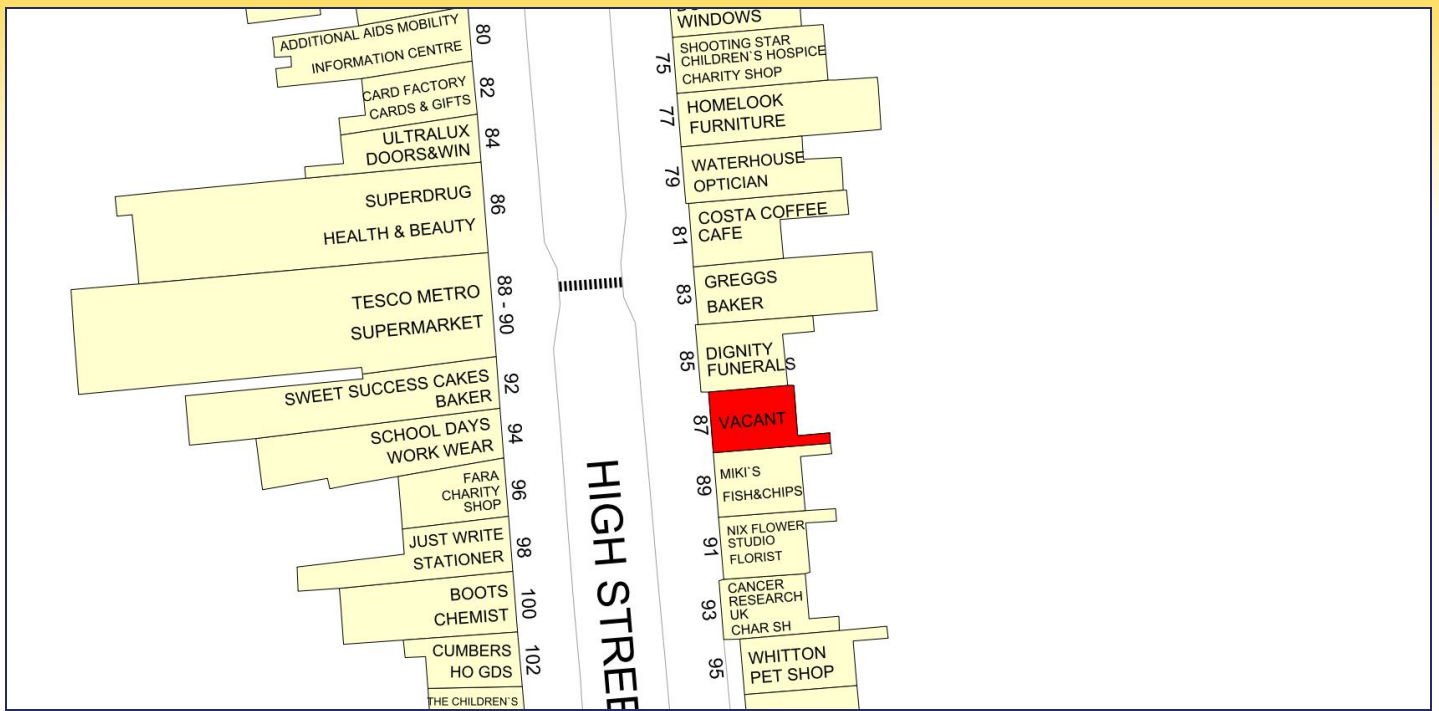 ADDITIONAL AIDS MOBILITY
INFORMATION CENTRE
80
CARD FACTORY
CARDS & GIFTS
82
ULTRALUX
DOORS&WIN
84
SUPERDRUG
HEALTH & BEAUTY
86
TESCO METRO
SUPERMARKET
88 - 90
SWEET SUCCESS CAKES
BAKER
92
SCHOOL DAYS
WORK WEAR
94
FARA
CHARITY
SHOP
96
JUST WRITE
STATIONER
98
BOOTS
CHEMIST
100
CUMBERS
HO GDS
102
THE CHILDREN`S
HIGH STREE
WINDOWS
75
SHOOTING STAR
CHILDREN`S HOSPICE
CHARITY SHOP
77
HOMELOOK
FURNITURE
79
WATERHOUSE
OPTICIAN
81
COSTA COFFEE
CAFE
83
GREGGS
BAKER
85
DIGNITY
FUNERALS
87
VACANT
89
MIKI`S
FISH&CHIPS
91
NIX FLOWER
STUDIO
FLORIST
93
CANCER
RESEARCH
UK
CHAR SH
95
WHITTON
PET SHOP